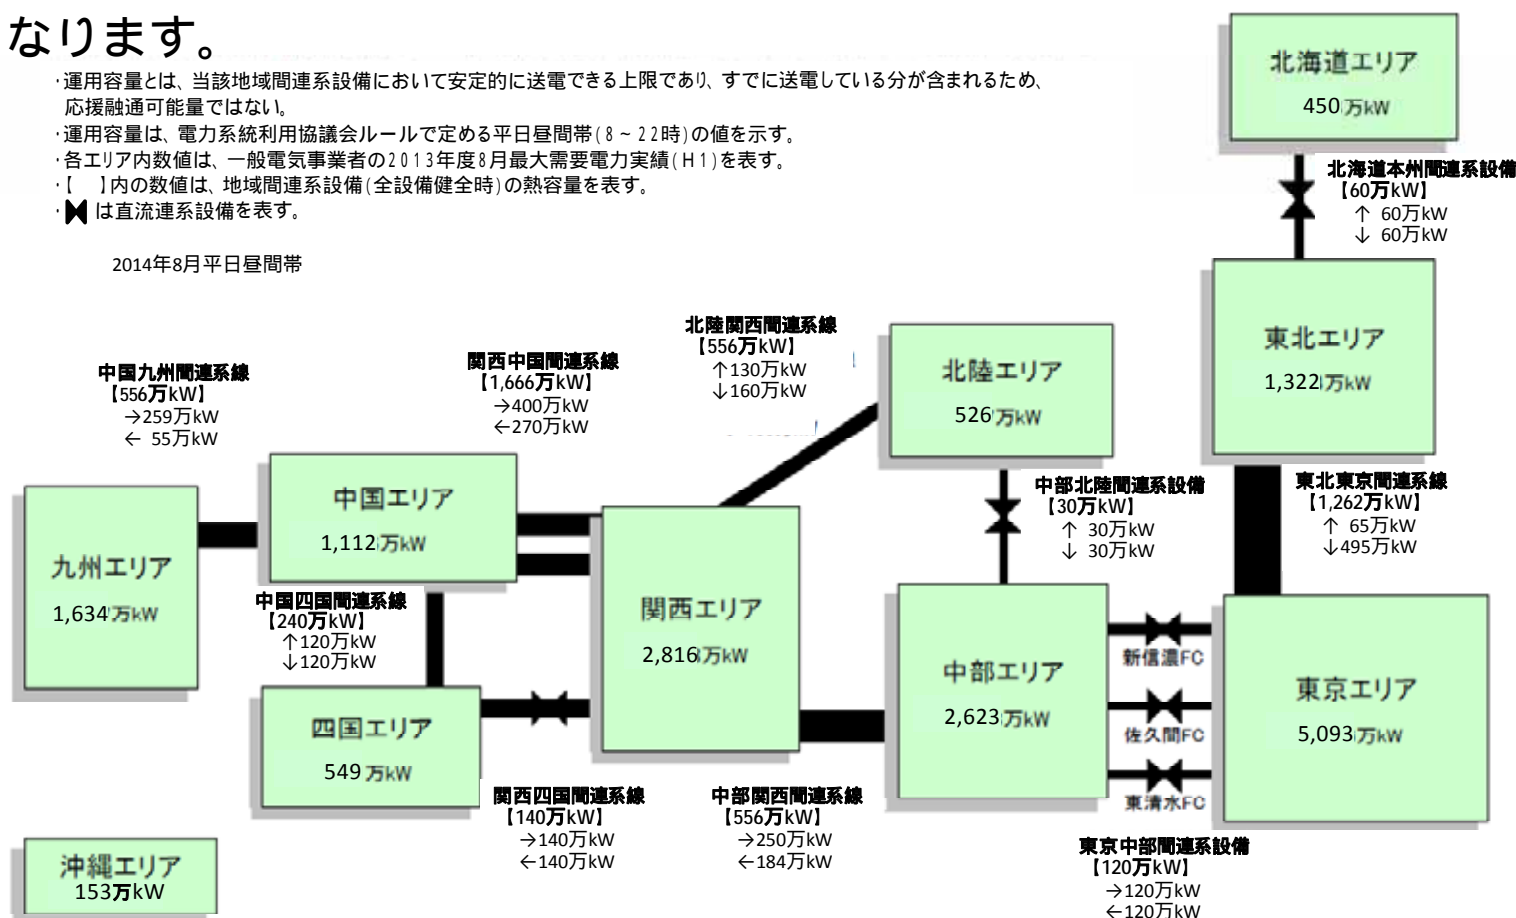 なります。
・運用容量とは、当該地域間連系設備において安定的に送電できる上限であり、すでに送電している分が含まれるため、
応援融通可能量ではない。
・運用容量は、電力系統利用協議会ルールで定める平日昼間帯(8~22時)の値を示す。
・各エリア内数値は、一般電気事業者の2013年度8月最大需要電力実績(H1)を表す。
・【 】内の数値は、地域間連系設備(全設備健全時)の熱容量を表す。
・ は直流連系設備を表す。
2014年8月平日昼間帯
北海道エリア
450万kW
北海道本州間連系設備
【60万kW】
↑ 60万kW
↓ 60万kW
東北エリア
1,322万kW
北陸関西間連系線
【556万kW】
↑130万kW
↓160万kW
北陸エリア
526万kW
関西中国間連系線
【1,666万kW】
→400万kW
←270万kW
中国九州間連系線
【556万kW】
→259万kW
← 55万kW
中部北陸間連系設備
【30万kW】
↑ 30万kW
↓ 30万kW
東北東京間連系線
【1,262万kW】
↑ 65万kW
↓495万kW
中国エリア
1,112万kW
九州エリア
1,634万kW
中国四国間連系線
【240万kW】
↑120万kW
↓120万kW
関西エリア
2,816万kW
中部エリア
2,623万kW
新信濃FC
佐久間FC
東清水FC
東京エリア
5,093万kW
四国エリア
549万kW
関西四国間連系線
【140万kW】
→140万kW
←140万kW
中部関西間連系線
【556万kW】
→250万kW
←184万kW
東京中部間連系設備
【120万kW】
→120万kW
←120万kW
沖縄エリア
153万kW